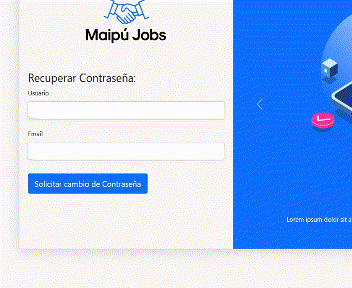 Maipú Jobs
Recuperar Contraseña:
Usuario
Email
Solicitar cambio de Contraseña
Lorem ipsum dolor sit a